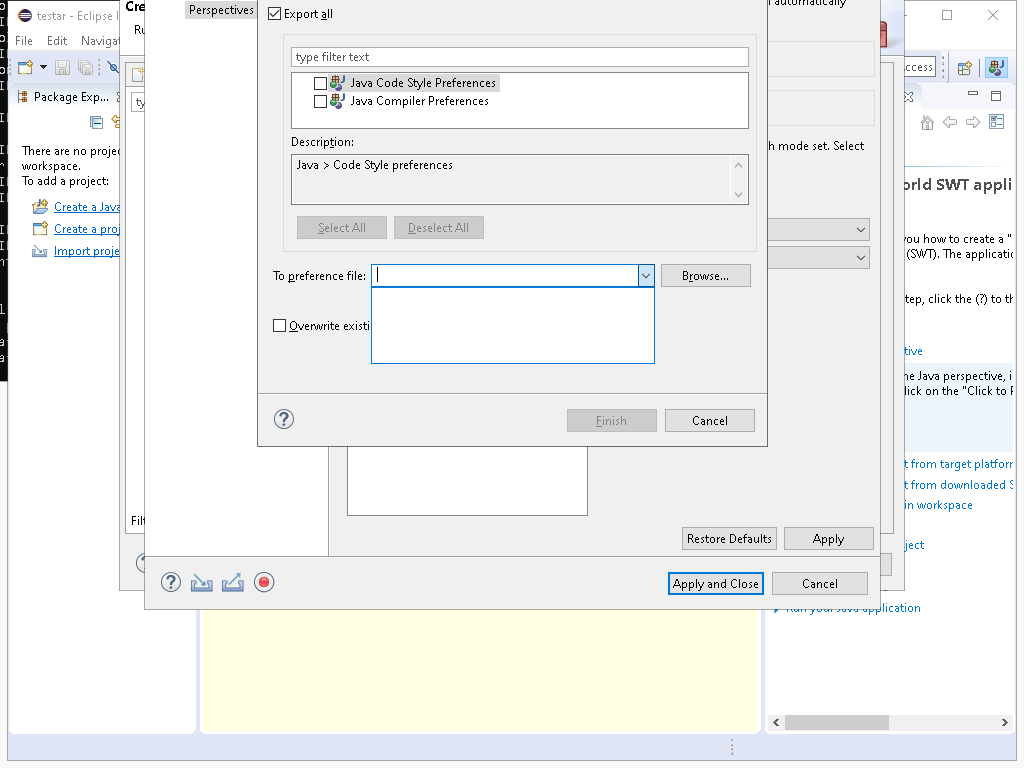 testar - Eclipse I
File Edit Navigat
Package Exp...
There are no proje
workspace.
To add a project:
Create a Java
Create a proj
Import proje
Cre
Ru
ty
Filt
Perspectives
Export all
type filter text
Java Code Style Preferences
Java Compiler Preferences
Description:
Java > Code Style preferences
Select All Deselect All
To preference file: Browse...
Overwrite existi
Finish Cancel
automatically
h mode set. Select
Restore Defaults Apply
Apply and Close Cancel
ccess
orld SWT appli
you how to create a "
(SWT). The applicatio
tep, click the (?) to th
tive
he Java perspective, i
lick on the "Click to P
t from target platforr
t from downloaded S
in workspace
ject
Run your Java application